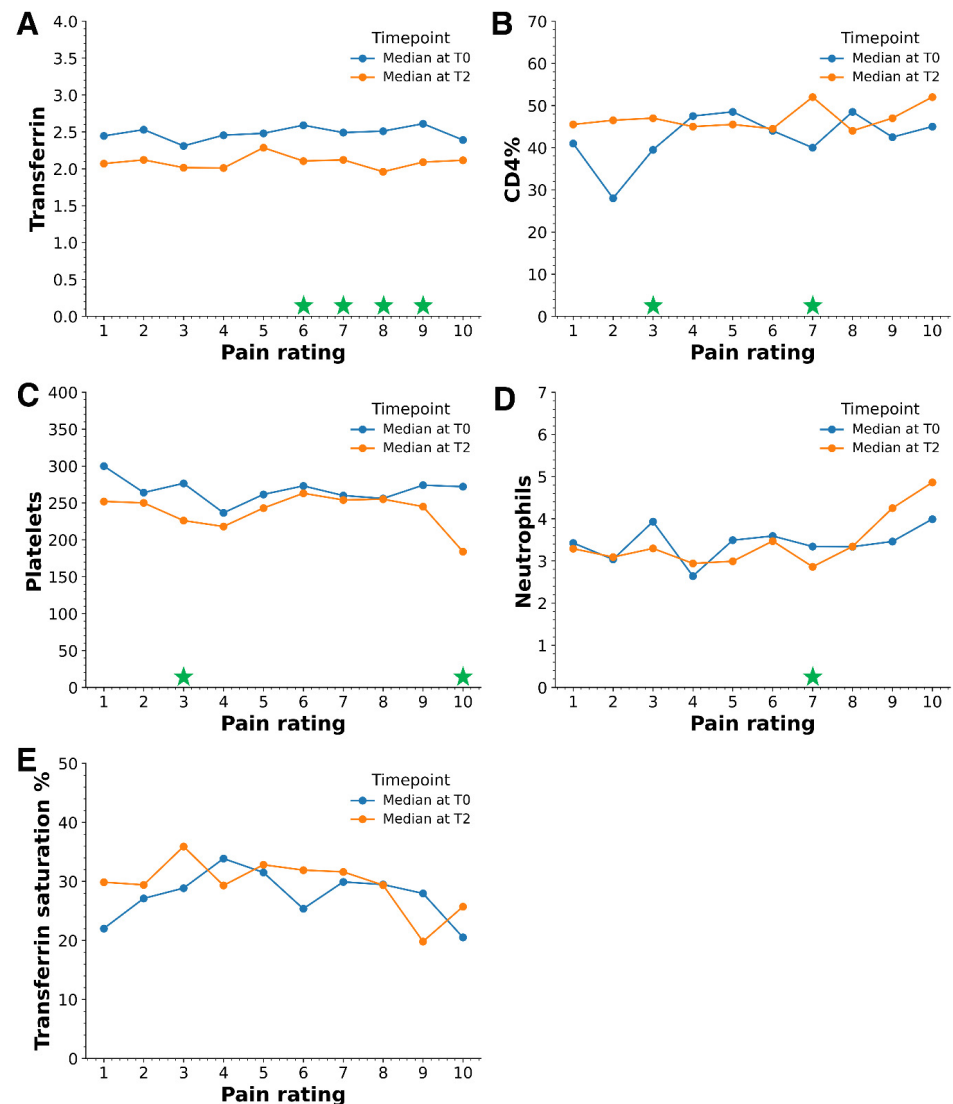 A
Transferrin
4.0
3.5
3.0
2.5
2.0
1.5
1.0
0.5
0.0
Timepoint
Median at T0
Median at T2
1 2 3 4 5 6 7 8 9 10
Pain rating
B
CD4%
70
60
50
40
30
20
10
0
Timepoint
Median at T0
Median at T2
1 2 3 4 5 6 7 8 9 10
Pain rating
C
Platelets
400
350
300
250
200
150
100
50
0
Timepoint
Median at T0
Median at T2
1 2 3 4 5 6 7 8 9 10
Pain rating
D
Neutrophils
7
6
5
4
3
2
1
0
Timepoint
Median at T0
Median at T2
1 2 3 4 5 6 7 8 9 10
Pain rating
E
Transferrin saturation %
50
40
30
20
10
0
Timepoint
Median at T0
Median at T2
1 2 3 4 5 6 7 8 9 10
Pain rating